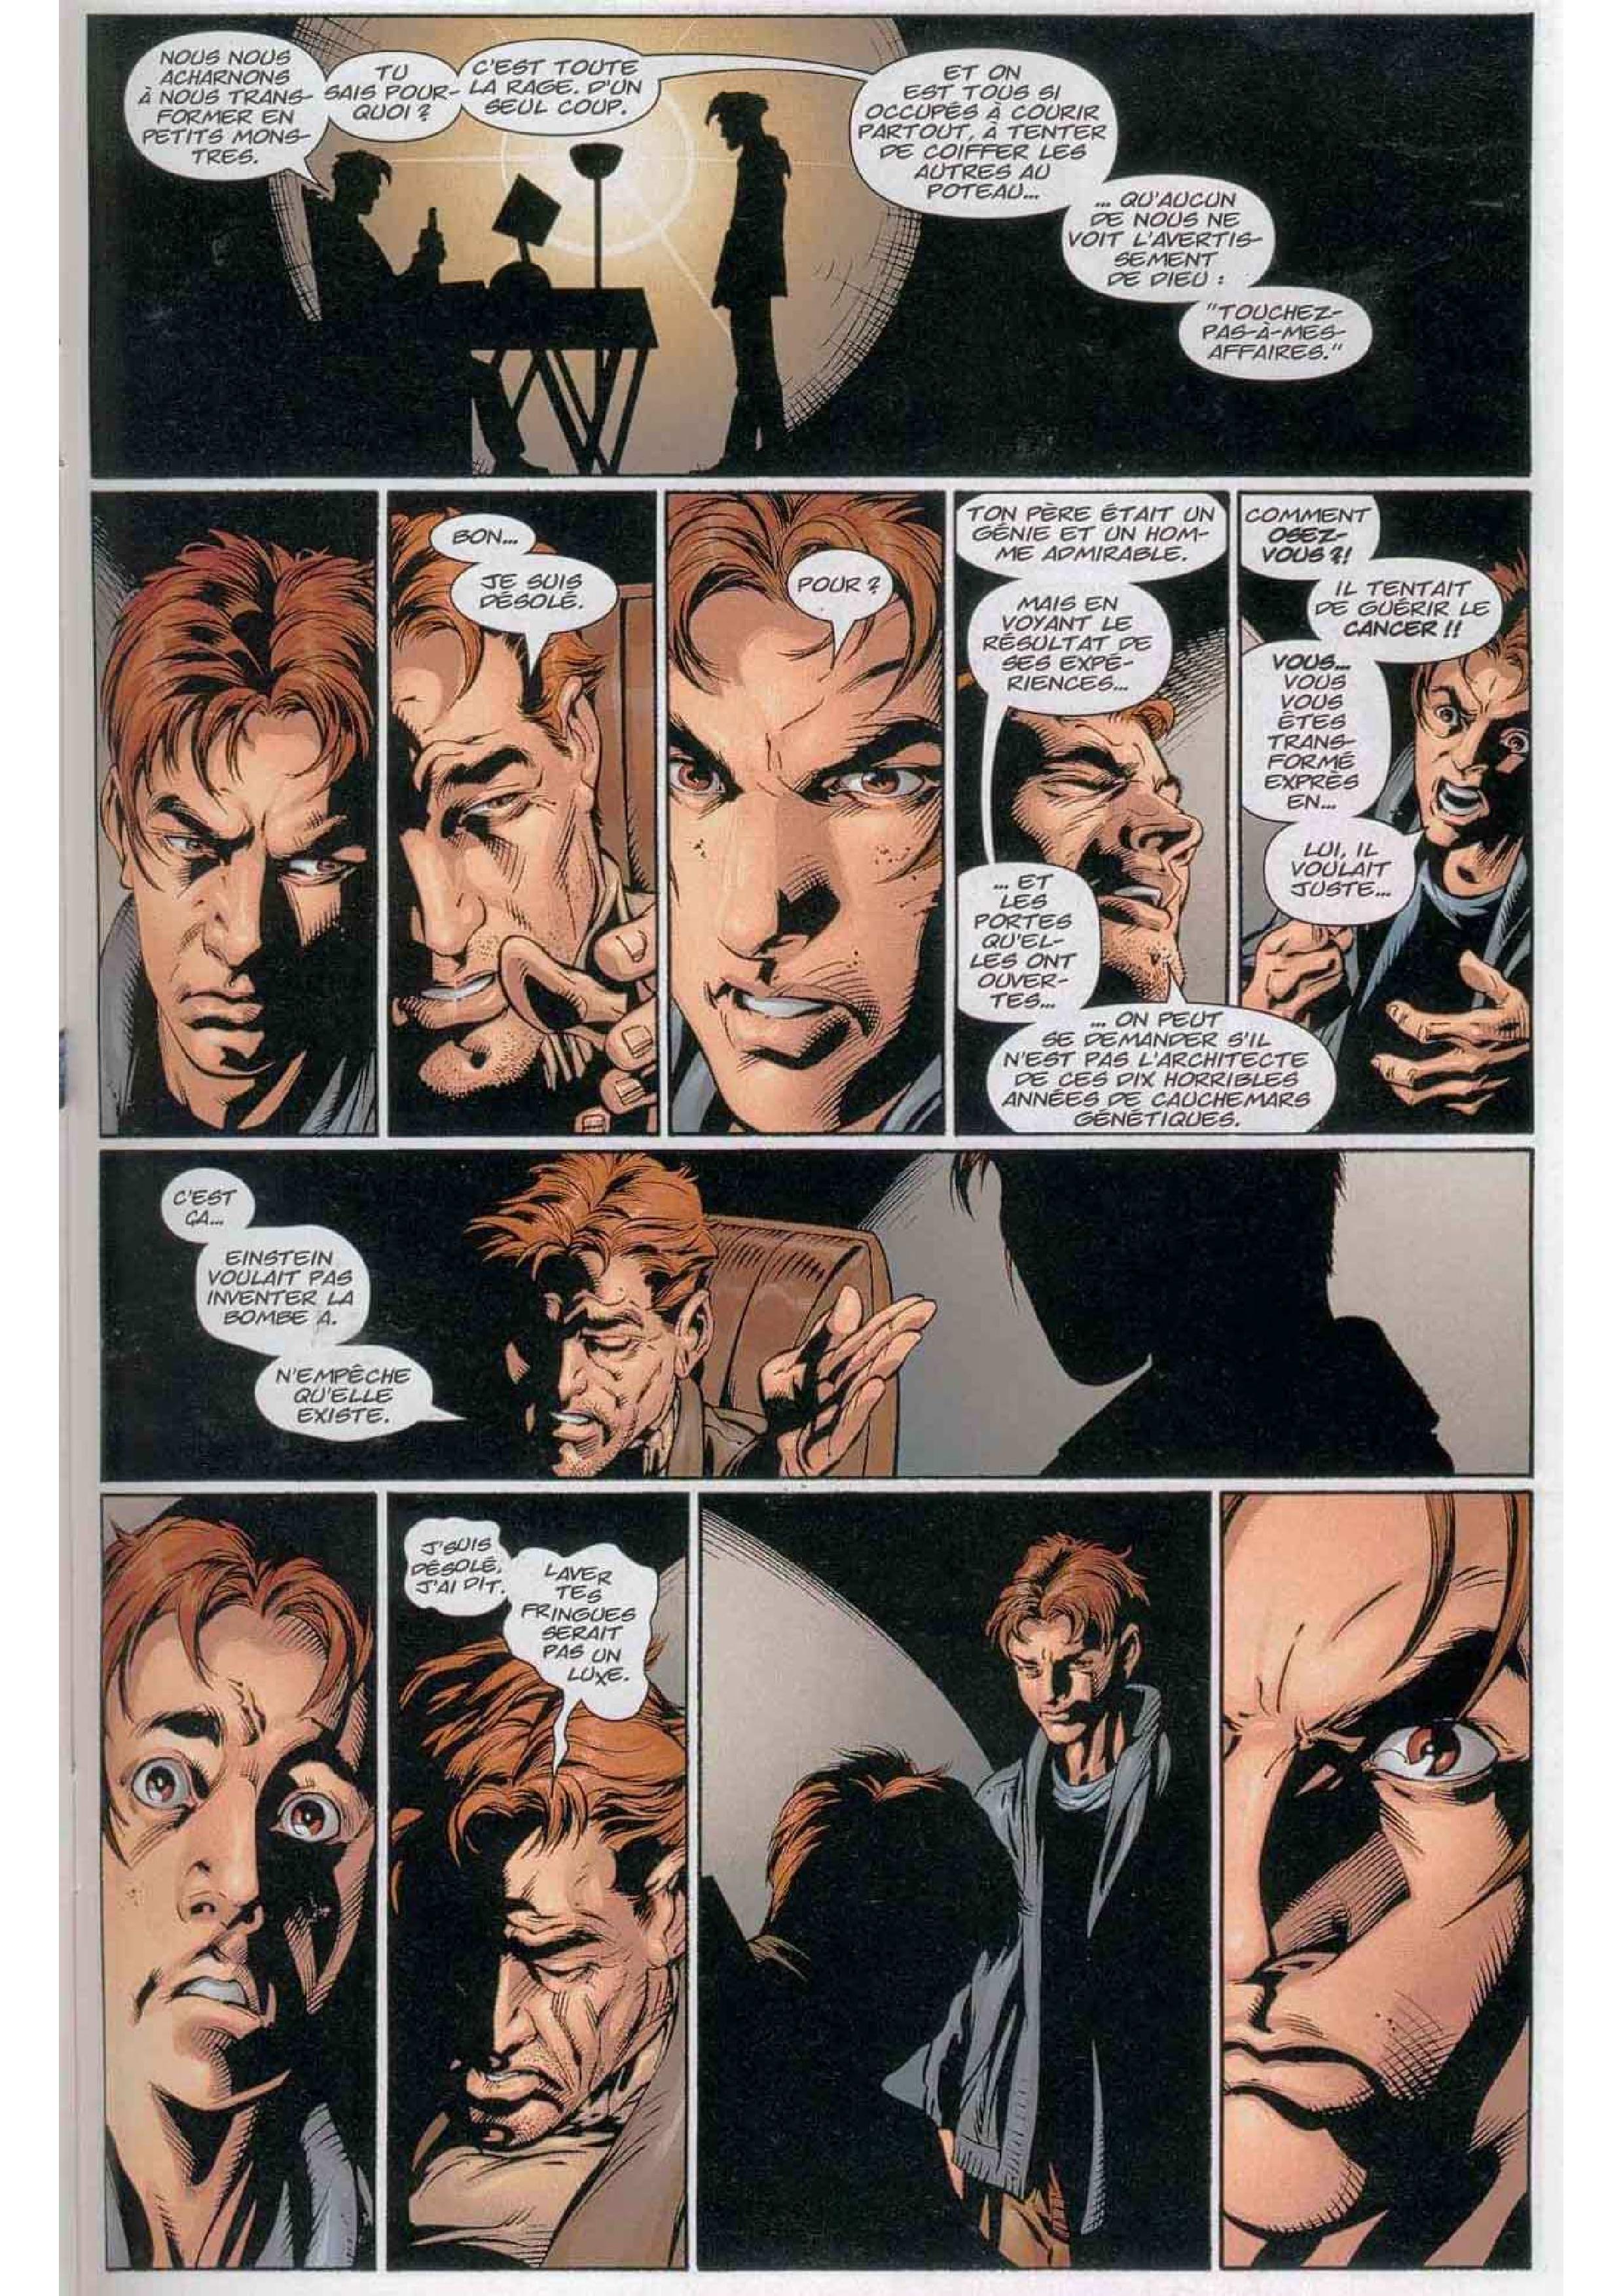 NOUS NOUS
ACHARNONS
À NOUS TRANS-
FORMER EN
PETITS MONS-
TRES.
TU
SAIS POUR-
QUOI ?
C'EST TOUTE
LA RAGE. D'UN
SEUL COUP.
ET ON
EST TOUS SI
OCCUPÉS À COURIR
PARTOUT, À TENTER
DE COIFFER LES
AUTRES AU
POTEAU...
... QU'AUCUN
DE NOUS NE
VOIT L'AVERTIS-
SEMENT
DE DIEU :
"TOUCHEZ-
PAS-À-MES-
AFFAIRES."
BON...
JE SUIS
DÉSOLÉ.
POUR ?
TON PÈRE ÉTAIT UN
GÉNIE ET UN HOM-
ME ADMIRABLE.
MAIS EN
VOYANT LE
RÉSULTAT DE
SES EXPÉ-
RIENCES...
... ET
LES
PORTES
QU'EL-
LES ONT
OUVER-
TES...
... ON PEUT
SE DEMANDER S'IL
N'EST PAS L'ARCHITECTE
DE CES DIX HORRIBLES
ANNÉES DE CAUCHEMARS
GÉNÉTIQUES.
COMMENT
OSEZ-
VOUS ?!
IL TENTAIT
DE GUÉRIR LE
CANCER !!
VOUS...
VOUS
VOUS
ÊTES
TRANS-
FORMÉ
EXPRÈS
EN...
LUI, IL
VOULAIT
JUSTE...
C'EST
ÇA...
EINSTEIN
VOULAIT PAS
INVENTER LA
BOMBE A.
N'EMPÊCHE
QU'ELLE
EXISTE.
J'SUIS
DÉSOLÉ,
J'AI DIT.
LAVER
TES
FRINGUES
SERAIT
PAS UN
LUXE.